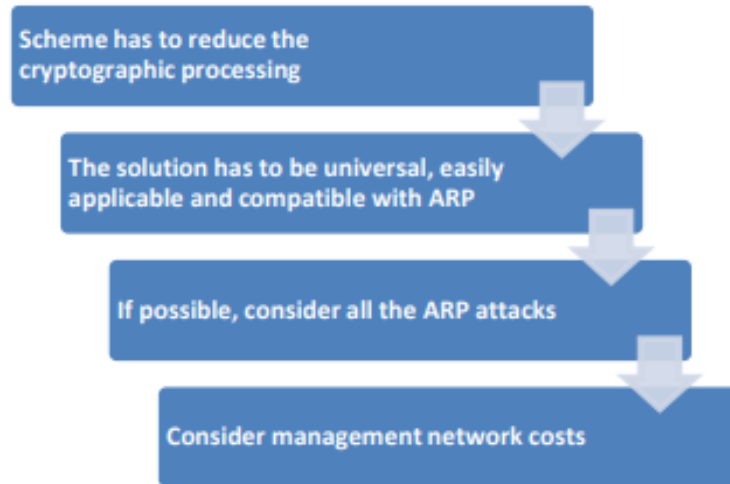 Scheme has to reduce the
cryptographic processing
The solution has to be universal, easily
applicable and compatible with ARP
If possible, consider all the ARP attacks
Consider management network costs